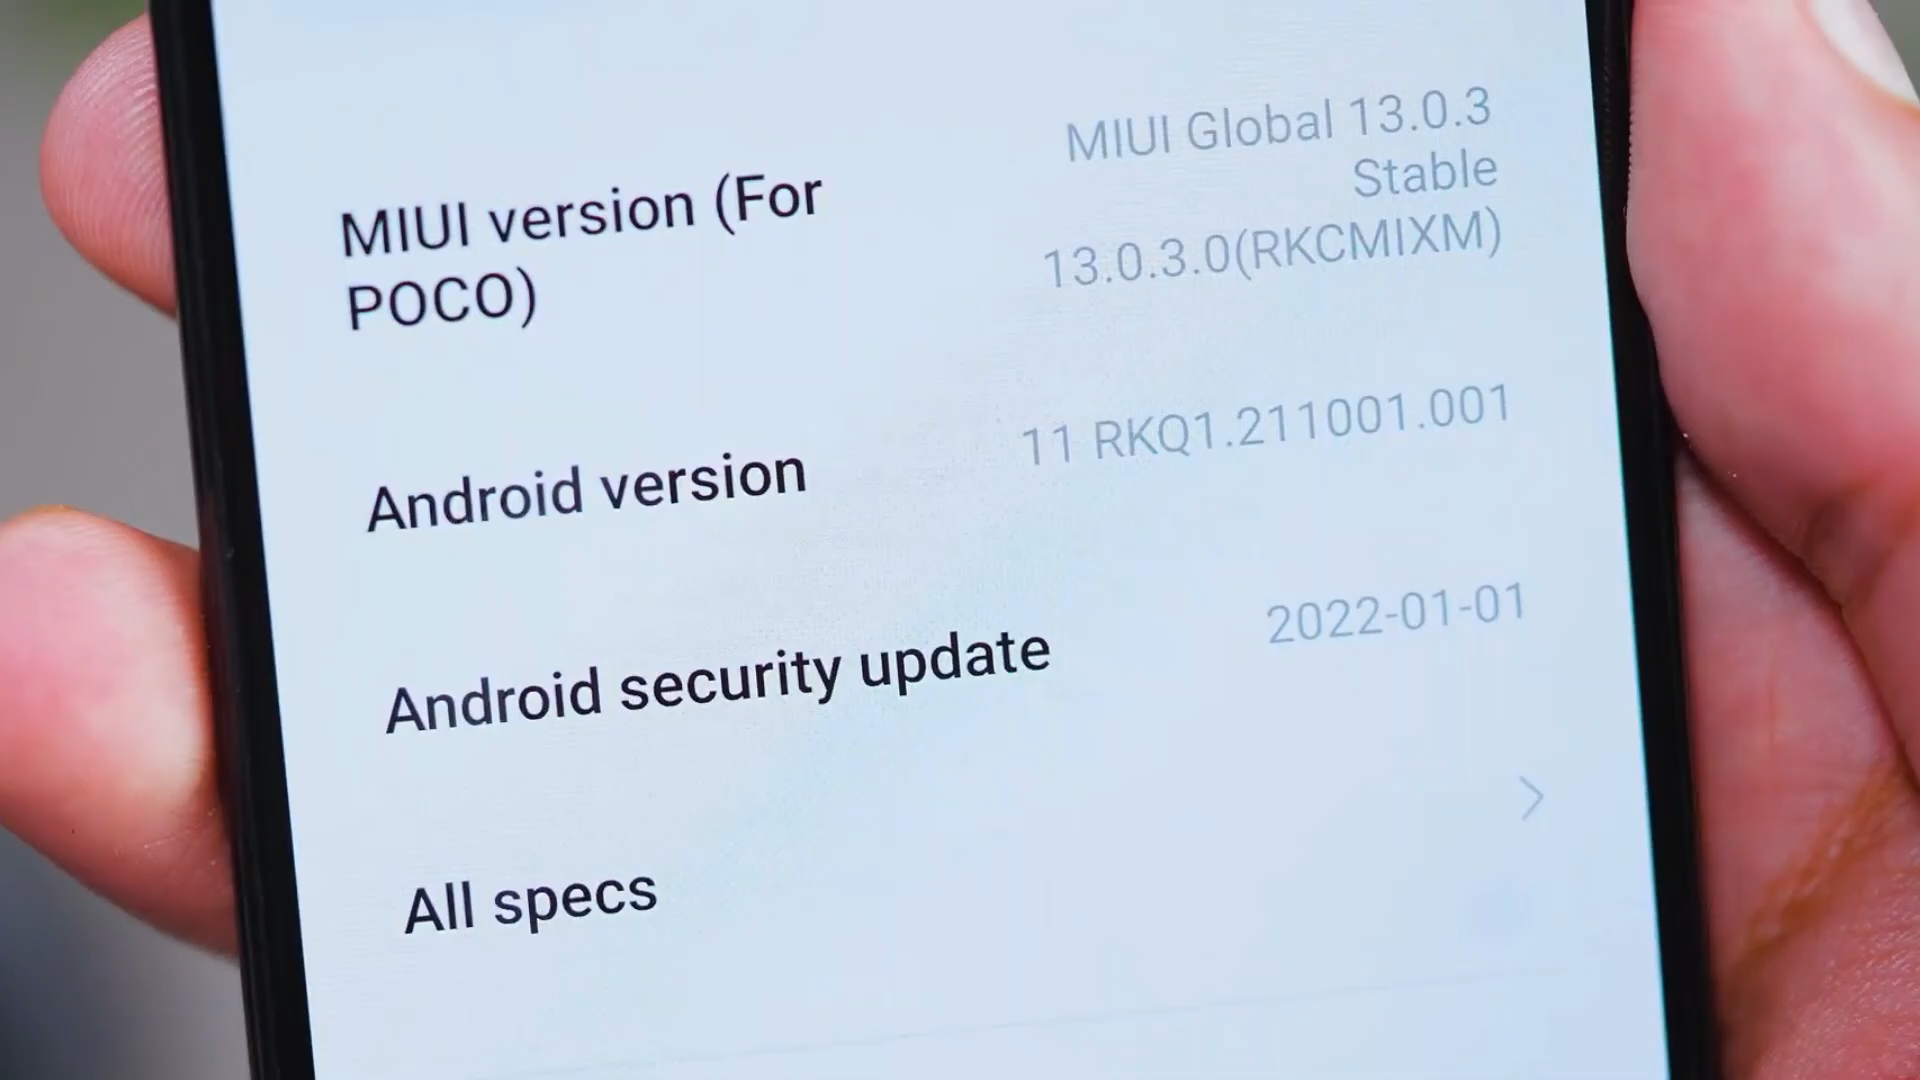 MIUI version (For
POCO)
MIUI Global 13.0.3
Stable
13.0.3.0(RKCMIXM)
Android version
11 RKQ1.211001.001
Android security update
2022-01-01
All specs